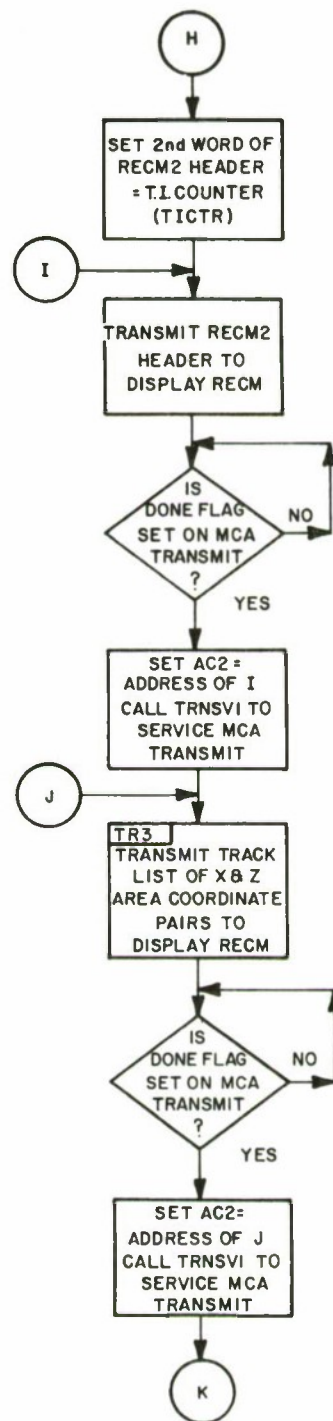 H
SET 2nd WORD OF
RECM2 HEADER
= T.I. COUNTER
(TICTR)
I
TRANSMIT RECM2
HEADER TO
DISPLAY RECM
IS
DONE FLAG
SET ON MCA
TRANSMIT
?
NO
YES
SET AC2=
ADDRESS OF I
CALL TRNSVI TO
SERVICE MCA
TRANSMIT
J
TR3
TRANSMIT TRACK
LIST OF X & Z
AREA COORDINATE
PAIRS TO
DISPLAY RECM
IS
DONE FLAG
SET ON MCA
TRANSMIT
?
NO
YES
SET AC2=
ADDRESS OF J
CALL TRNSVI TO
SERVICE MCA
TRANSMIT
K